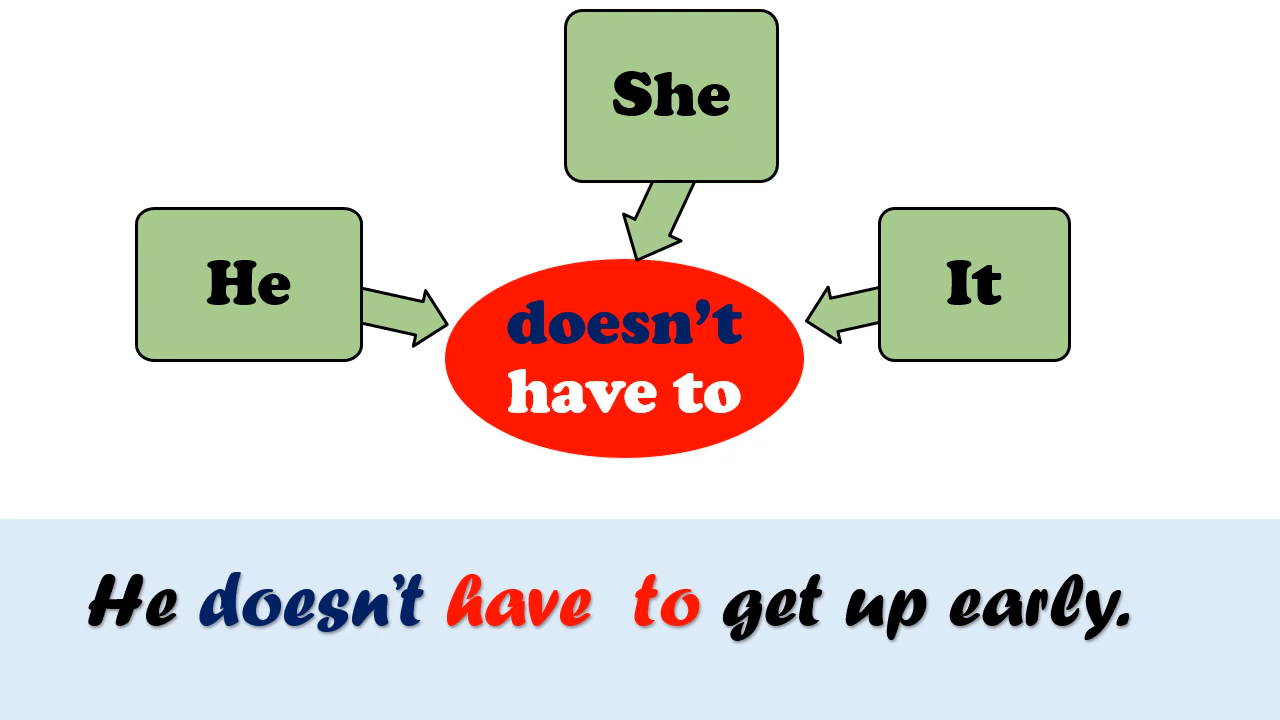 She
He
It
doesn’t
have to
He doesn’t have to get up early.